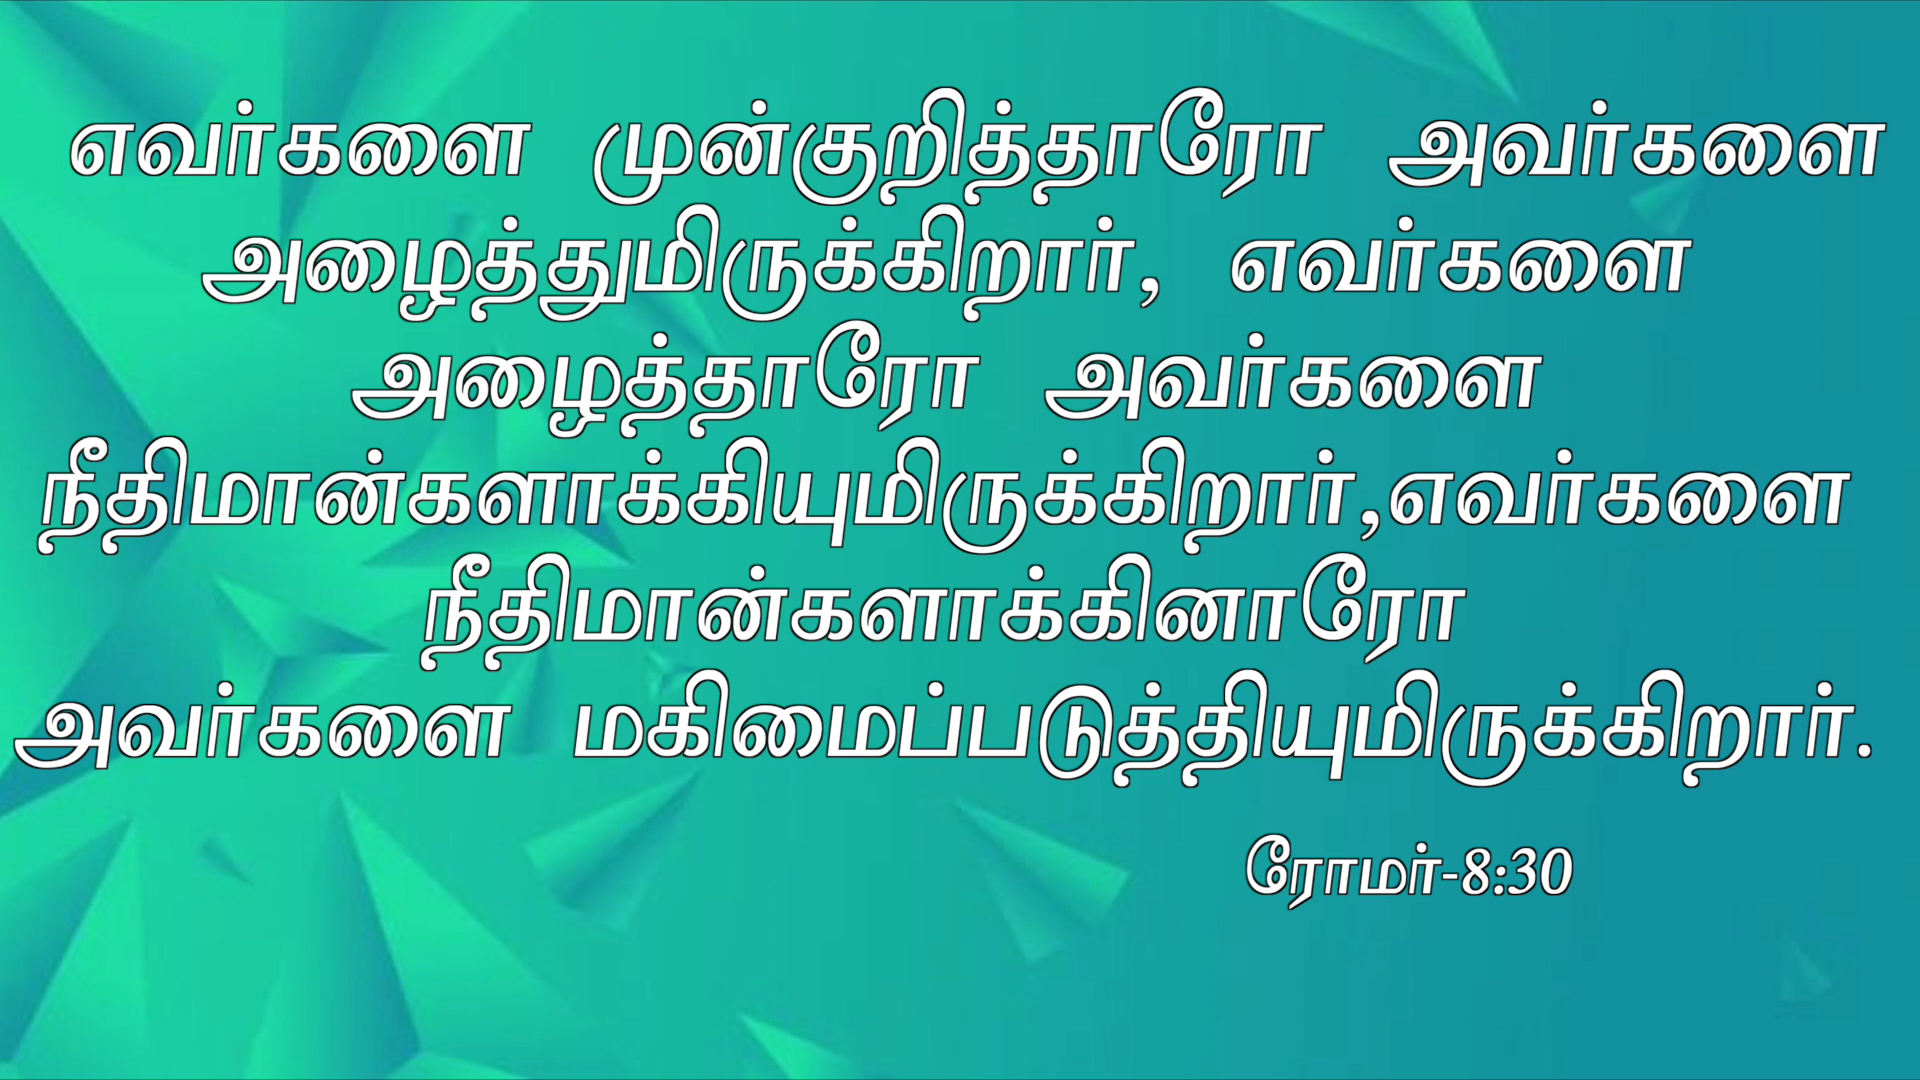 எவர்களை முன்குறித்தாரோ அவர்களை
அழைத்துமிருக்கிறார், எவர்களை
அழைத்தாரோ அவர்களை
நீதிமான்களாக்கியுமிருக்கிறார்,எவர்களை
நீதிமான்களாக்கினாரோ
அவர்களை மகிமைப்படுத்தியுமிருக்கிறார்.
ரோமர்-8:30